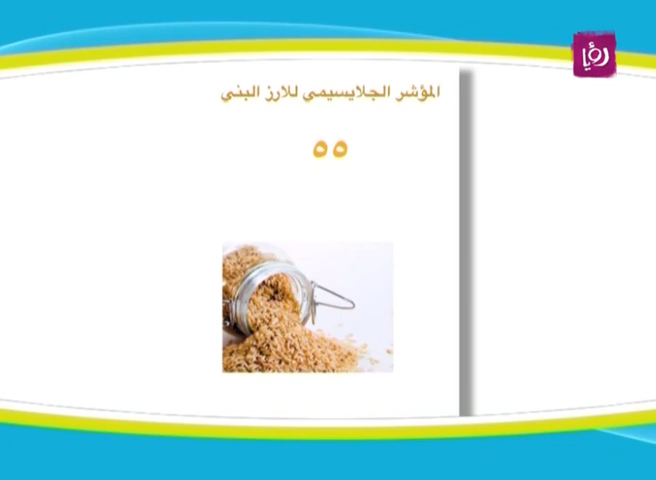 رؤيا
المؤشر الجلايسيمي للارز البني
٥٥